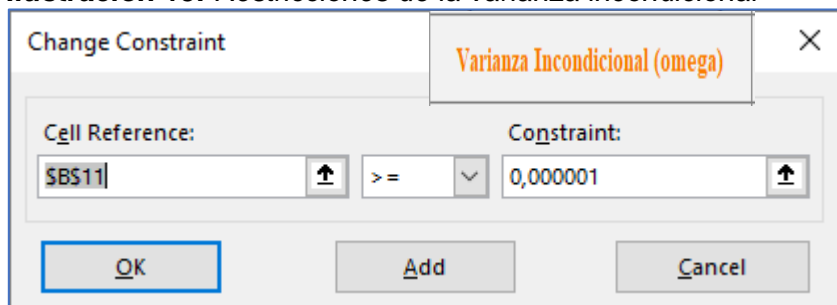 Change Constraint
Varianza Incondicional (omega)
Cell Reference:
Constraint:
$B$11
>=
0,000001
OK
Add
Cancel